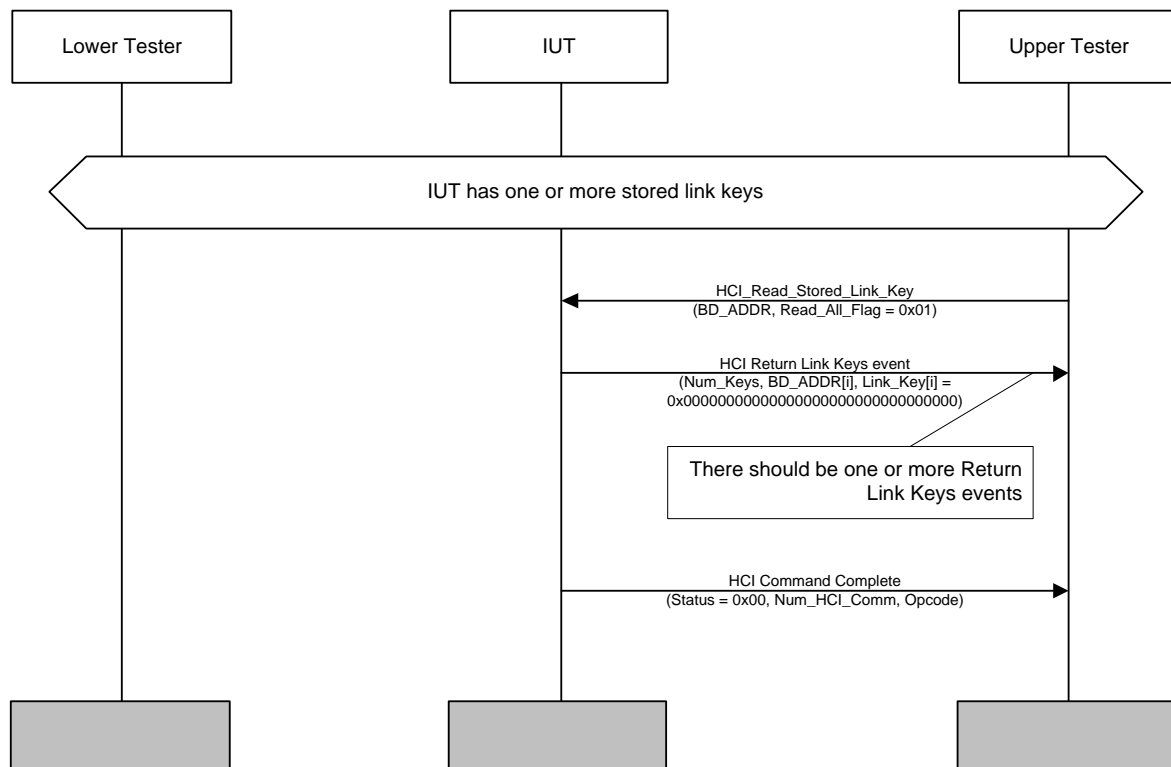 Lower Tester
IUT
Upper Tester
IUT has one or more stored link keys
HCI_Read_Stored_Link_Key
(BD_ADDR, Read_All_Flag = 0x01)
HCI Return Link Keys event
(Num_Keys, BD_ADDR[i], Link_Key[i] =
0x00000000000000000000000000000000)
There should be one or more Return
Link Keys events
HCI Command Complete
(Status = 0x00, Num_HCI_Comm, Opcode)